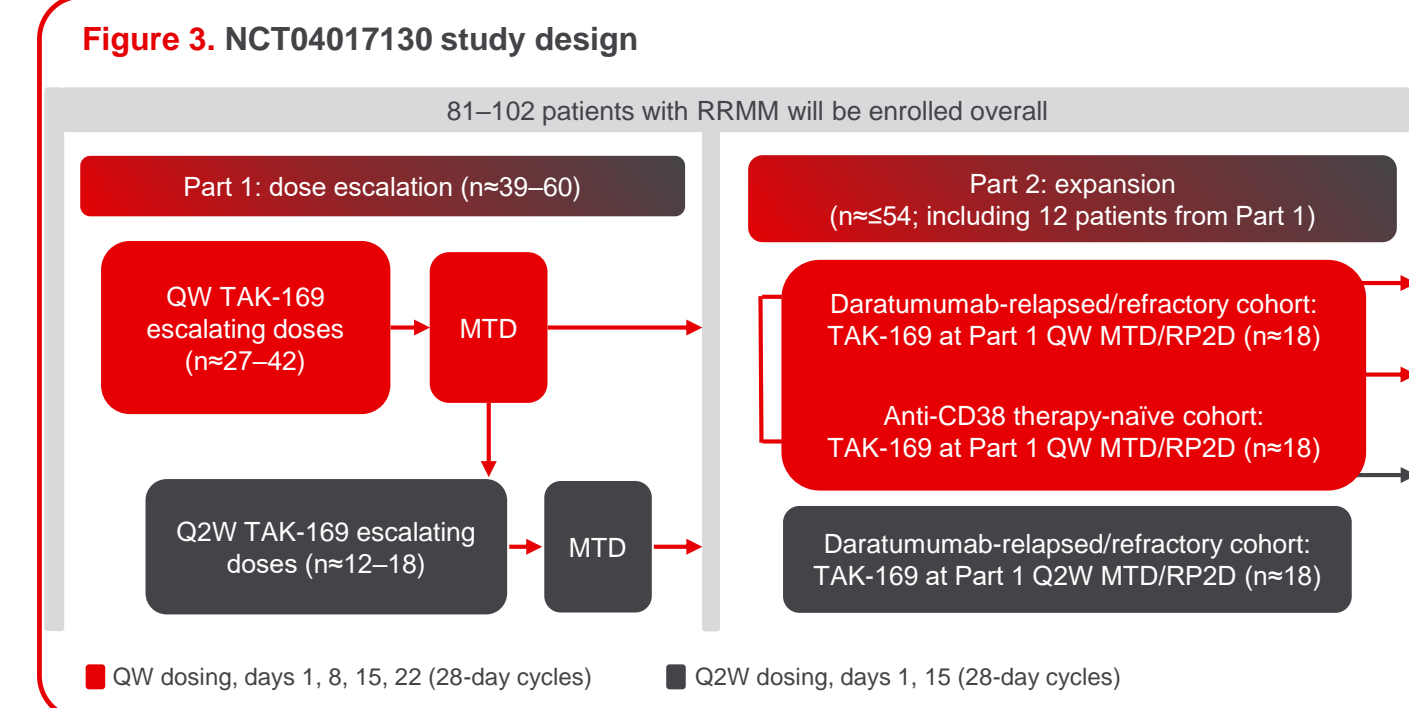 Figure 3. NCT04017130 study design
81–102 patients with RRMM will be enrolled overall
Part 1: dose escalation (n≈39–60)
QW TAK-169
escalating doses
(n≈27–42)
MTD
Q2W TAK-169 escalating
doses (n≈12–18)
MTD
Part 2: expansion
(n≈≤54; including 12 patients from Part 1)
Daratumumab-relapsed/refractory cohort:
TAK-169 at Part 1 QW MTD/RP2D (n≈18)
Anti-CD38 therapy-naïve cohort:
TAK-169 at Part 1 QW MTD/RP2D (n≈18)
Daratumumab-relapsed/refractory cohort:
TAK-169 at Part 1 Q2W MTD/RP2D (n≈18)
QW dosing, days 1, 8, 15, 22 (28-day cycles)
Q2W dosing, days 1, 15 (28-day cycles)